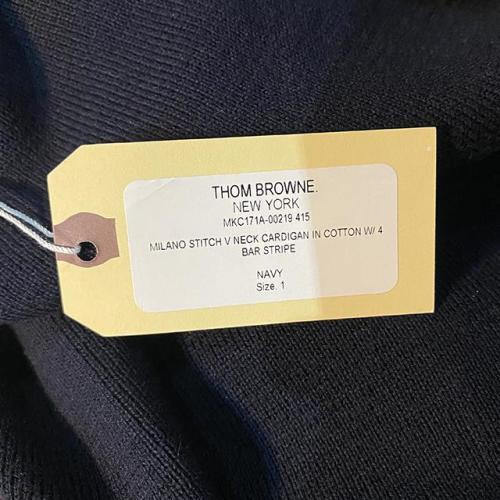 THOM BROWNE.
NEW YORK
MKC171A-00219 415
MILANO STITCH V NECK CARDIGAN IN COTTON W/ 4
BAR STRIPE
NAVY
Size. 1